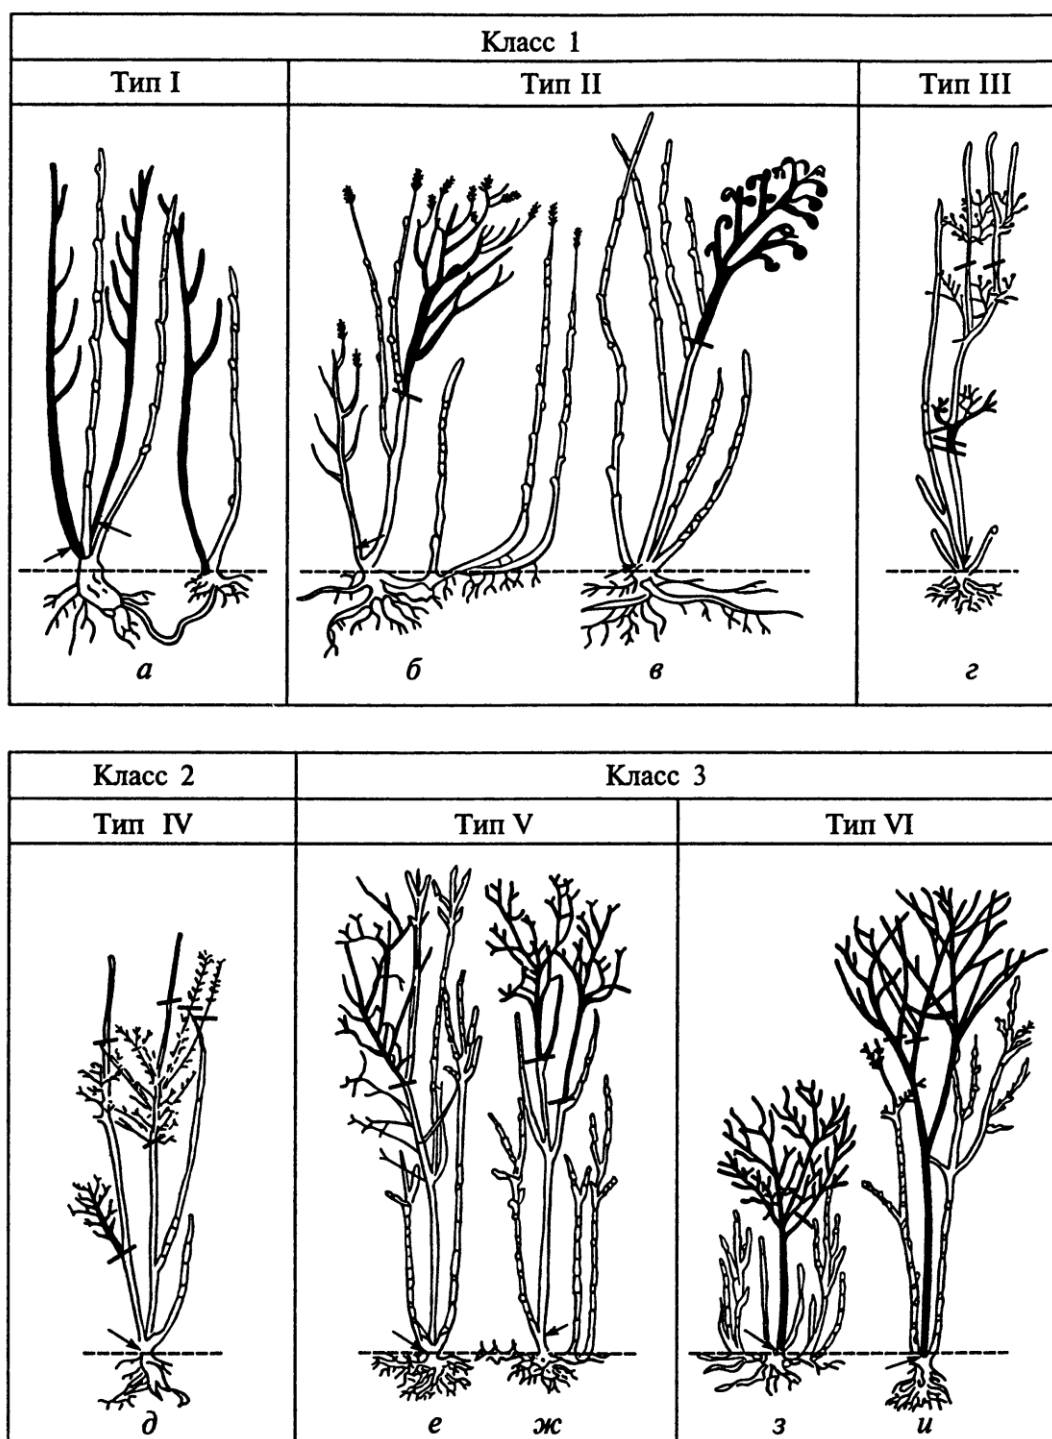 Класс 1
Тип I Тип II Тип III
а б в г
Класс 2 Класс 3
Тип IV Тип V Тип VI
д е ж з и